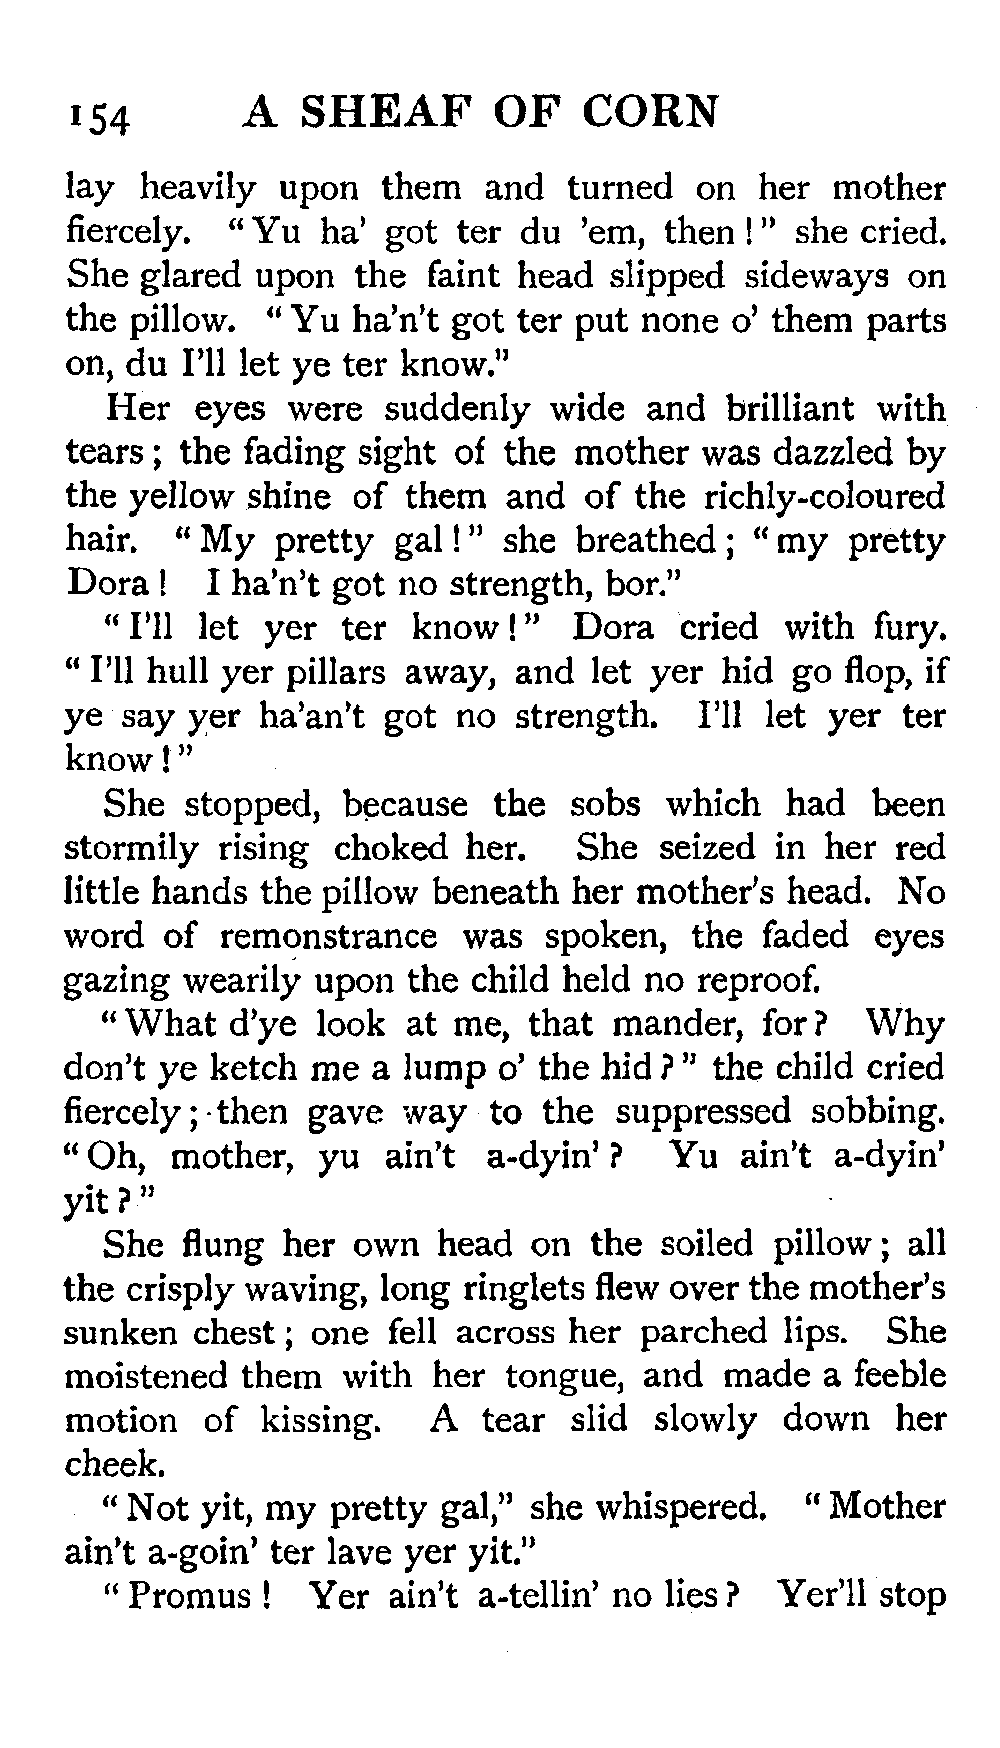 154 A SHEAF OF CORN
lay heavily upon them and turned on her mother
fiercely. “Yu ha’ got ter du ’em, then!” she cried.
She glared upon the faint head slipped sideways on
the pillow. “Yu ha’n’t got ter put none o’ them parts
on, du I’ll let ye ter know.”
Her eyes were suddenly wide and brilliant with
tears; the fading sight of the mother was dazzled by
the yellow shine of them and of the richly-coloured
hair. “My pretty gal!” she breathed; “my pretty
Dora! I ha’n’t got no strength, bor.”
“I’ll let yer ter know!” Dora cried with fury.
“I’ll hull yer pillars away, and let yer hid go flop, if
ye say yer ha’an’t got no strength. I’ll let yer ter
know!”
She stopped, because the sobs which had been
stormily rising choked her. She seized in her red
little hands the pillow beneath her mother’s head. No
word of remonstrance was spoken, the faded eyes
gazing wearily upon the child held no reproof.
“What d’ye look at me, that mander, for? Why
don’t ye ketch me a lump o’ the hid?” the child cried
fiercely; then gave way to the suppressed sobbing.
“Oh, mother, yu ain’t a-dyin’? Yu ain’t a-dyin’
yit?”
She flung her own head on the soiled pillow; all
the crisply waving, long ringlets flew over the mother’s
sunken chest; one fell across her parched lips. She
moistened them with her tongue, and made a feeble
motion of kissing. A tear slid slowly down her
cheek.
“Not yit, my pretty gal,” she whispered. “Mother
ain’t a-goin’ ter lave yer yit.”
“Promus! Yer ain’t a-tellin’ no lies? Yer’ll stop